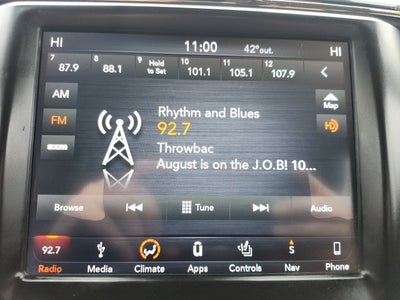 HI 11:00 42°out. HI
7 8 9 Hold 10 11 12
87.9 88.1 to Set 101.1 105.1 107.9
AM
Map
Rhythm and Blues
FM 92.7 HD
Throwbac
sxm August is on the J.O.B! 10...
Browse Tune Audio
92.7 S
Radio Media Climate Apps Controls Nav Phone